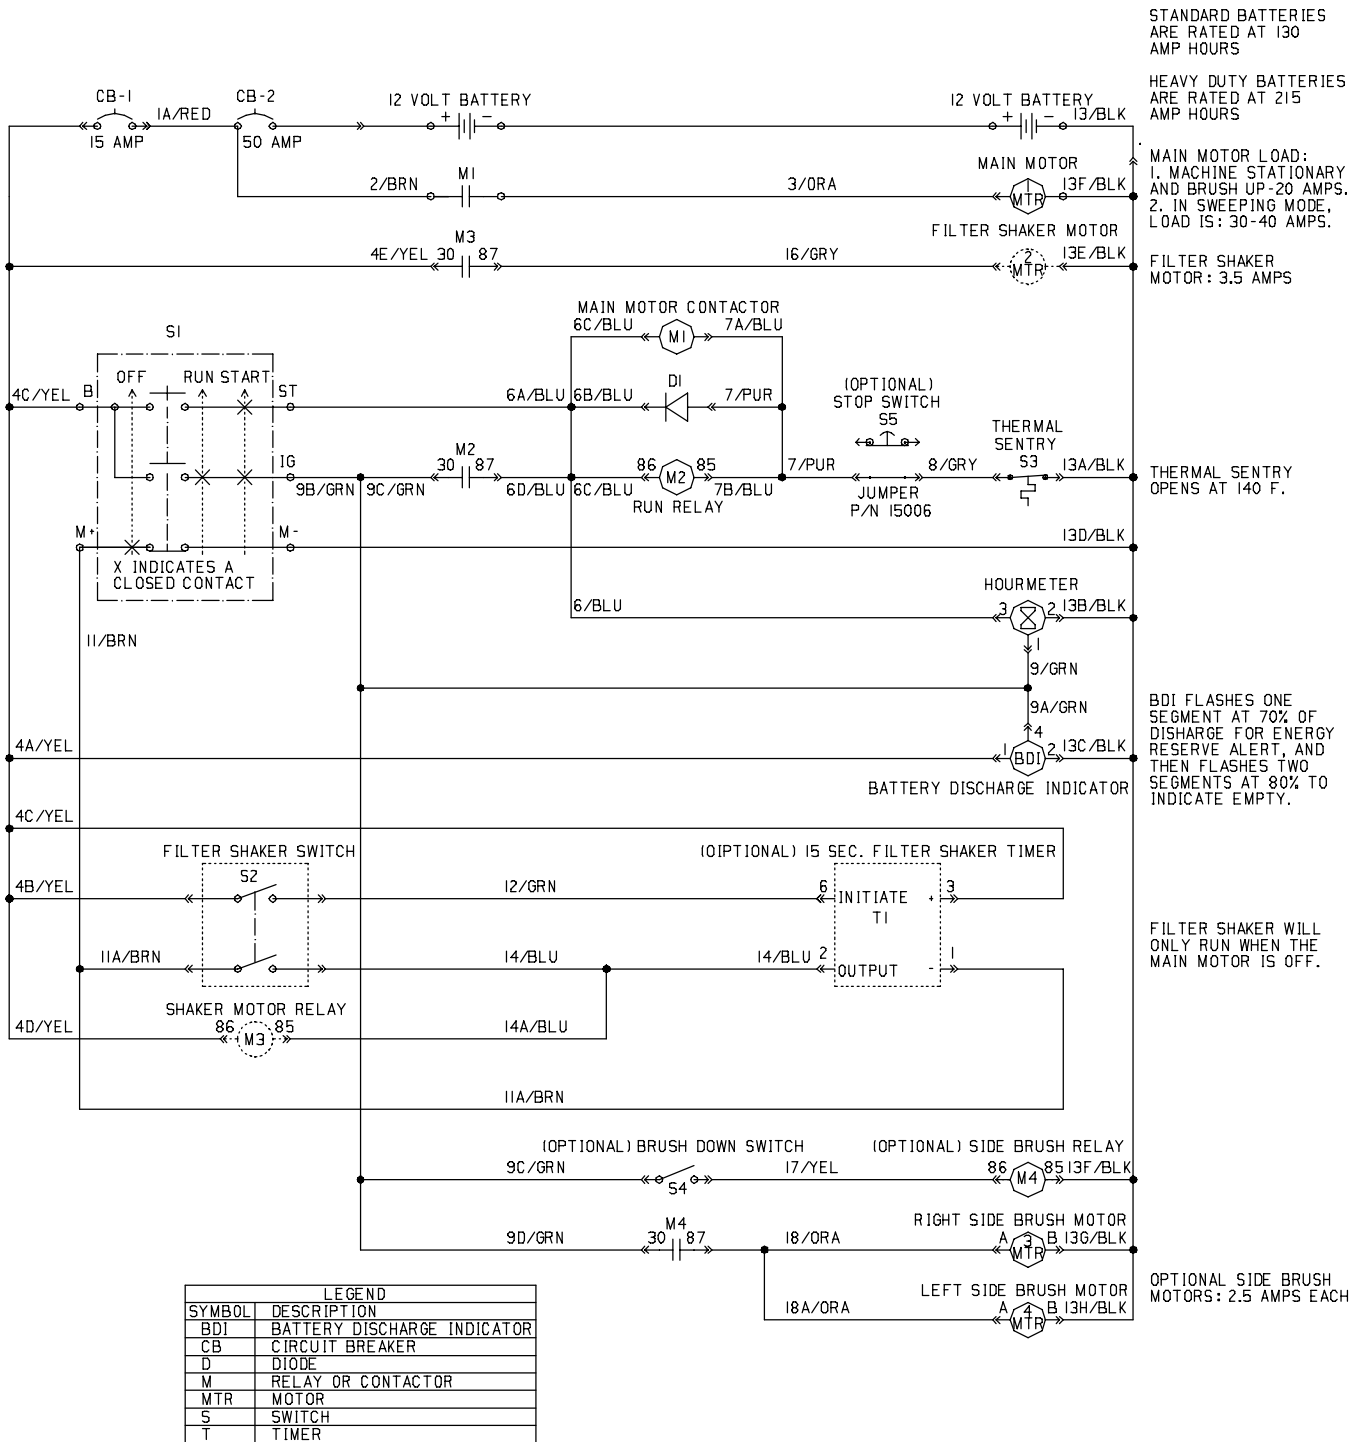 STANDARD BATTERIES
ARE RATED AT 130
AMP HOURS
HEAVY DUTY BATTERIES
ARE RATED AT 215
AMP HOURS
CB-1
1A/RED
CB-2
12 VOLT BATTERY
12 VOLT BATTERY
+ -
+ -
13/BLK
15 AMP
50 AMP
MAIN MOTOR LOAD:
1. MACHINE STATIONARY
AND BRUSH UP-20 AMPS.
2. IN SWEEPING MODE,
LOAD IS: 30-40 AMPS.
2/BRN
M1
3/ORA
MAIN MOTOR
1
MTR
13F/BLK
FILTER SHAKER MOTOR
4E/YEL
M3
30 87
16/GRY
2
MTR
13E/BLK
FILTER SHAKER
MOTOR: 3.5 AMPS
MAIN MOTOR CONTACTOR
6C/BLU
M1
7A/BLU
S1
OFF
RUN START
4C/YEL
B
ST
6A/BLU
6B/BLU
D1
7/PUR
(OPTIONAL)
STOP SWITCH
S5
THERMAL
SENTRY
S3
IG
9B/GRN
9C/GRN
M2
30 87
6D/BLU
6C/BLU
86
M2
85
7B/BLU
RUN RELAY
7/PUR
JUMPER
P/N 15006
8/GRY
13A/BLK
THERMAL SENTRY
OPENS AT 140 F.
M+
M-
13D/BLK
X INDICATES A
CLOSED CONTACT
HOURMETER
6/BLU
3
2
13B/BLK
11/BRN
1
9/GRN
9A/GRN
4
4A/YEL
1
BDI
2
13C/BLK
BATTERY DISCHARGE INDICATOR
BDI FLASHES ONE
SEGMENT AT 70% OF
DISHARGE FOR ENERGY
RESERVE ALERT, AND
THEN FLASHES TWO
SEGMENTS AT 80% TO
INDICATE EMPTY.
4C/YEL
FILTER SHAKER SWITCH
(OIPTIONAL) 15 SEC. FILTER SHAKER TIMER
4B/YEL
S2
12/GRN
6
INITIATE
+
3
T1
11A/BRN
14/BLU
14/BLU
2
OUTPUT
-
1
FILTER SHAKER WILL
ONLY RUN WHEN THE
MAIN MOTOR IS OFF.
SHAKER MOTOR RELAY
4D/YEL
86
M3
85
14A/BLU
11A/BRN
(OPTIONAL) BRUSH DOWN SWITCH
(OPTIONAL) SIDE BRUSH RELAY
9C/GRN
S4
17/YEL
86
M4
85
13F/BLK
RIGHT SIDE BRUSH MOTOR
9D/GRN
M4
30 87
18/ORA
A
3
MTR
B
13G/BLK
LEFT SIDE BRUSH MOTOR
18A/ORA
A
4
MTR
B
13H/BLK
OPTIONAL SIDE BRUSH
MOTORS: 2.5 AMPS EACH
LEGEND
SYMBOL DESCRIPTION
BDI BATTERY DISCHARGE INDICATOR
CB CIRCUIT BREAKER
D DIODE
M RELAY OR CONTACTOR
MTR MOTOR
S SWITCH
T TIMER